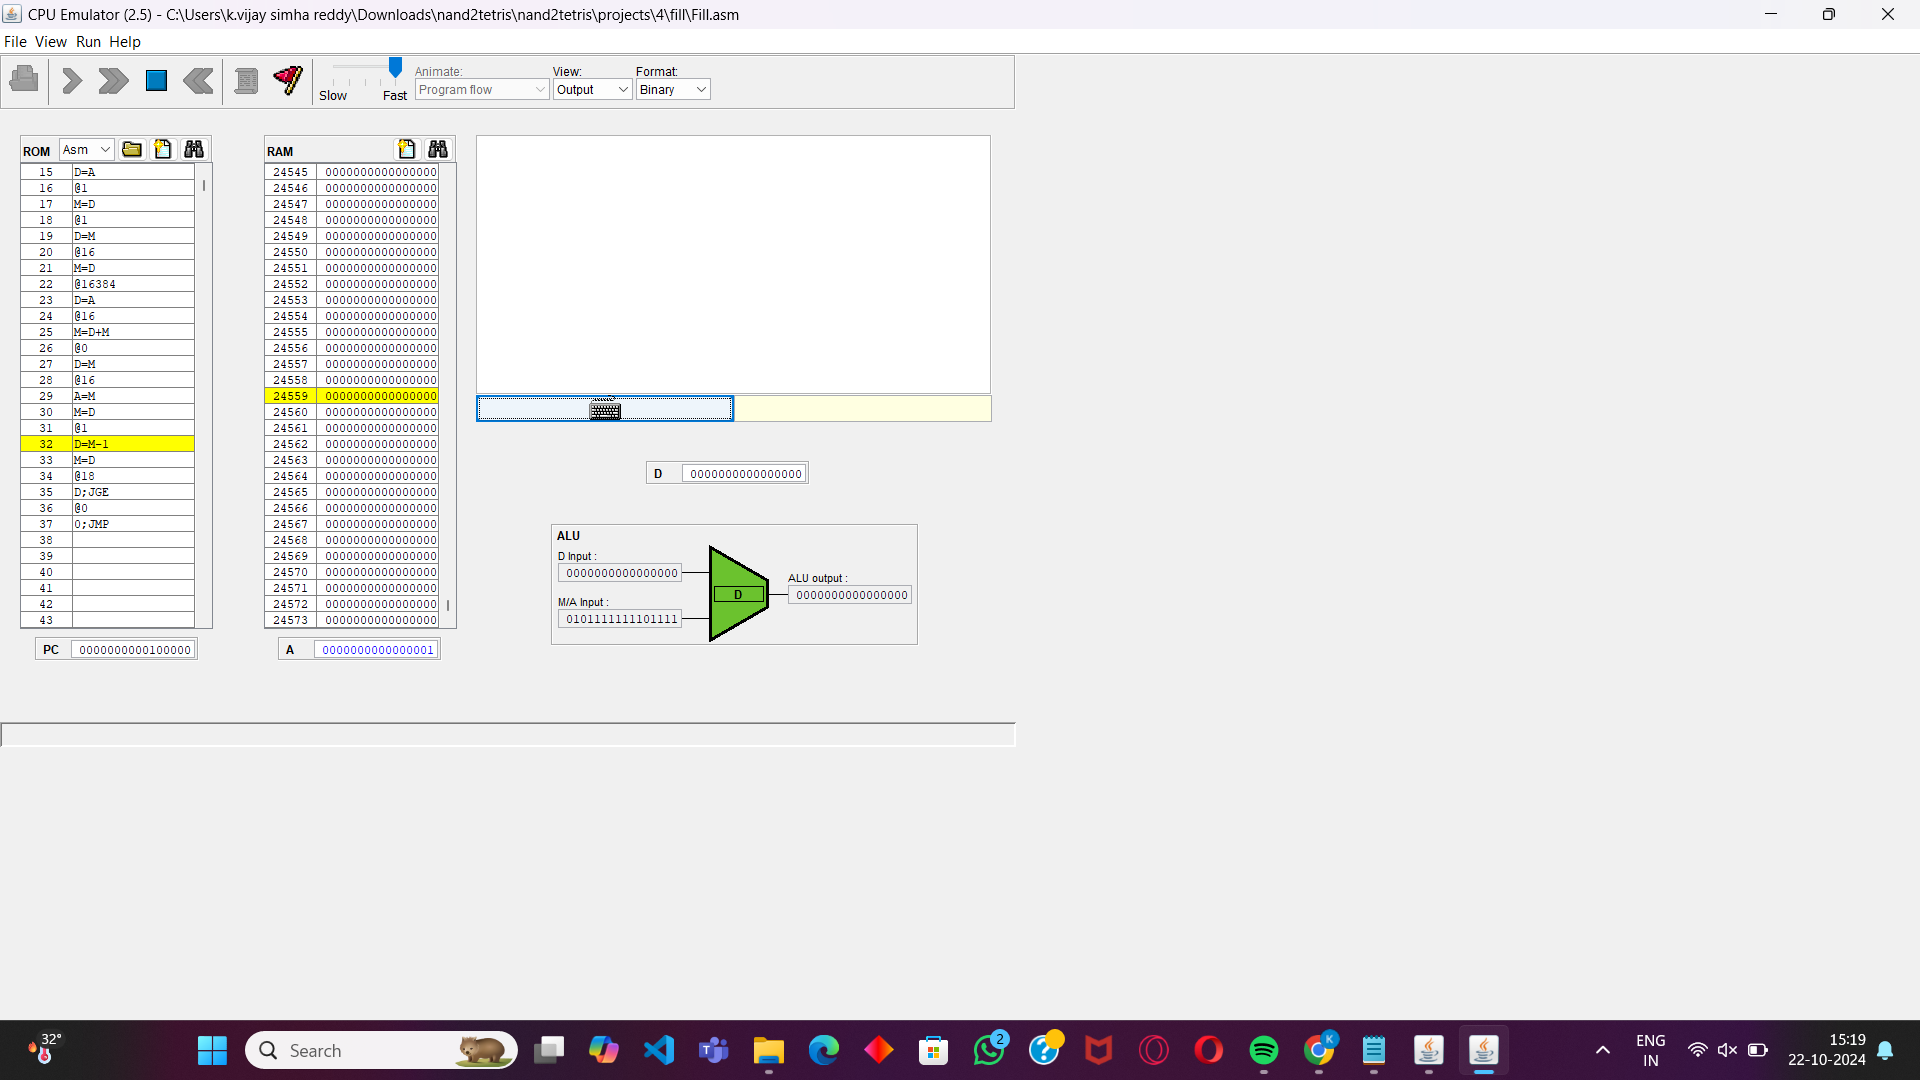 CPU Emulator (2.5) - C:\Users\k.vijay simha reddy\Downloads\nand2tetris\nand2tetris\projects\4\fill\Fill.asm
File View Run Help
Slow Fast
Animate:
Program flow
View:
Output
Format:
Binary
ROM Asm
15 D=A
16 @1
17 M=D
18 @1
19 D=M
20 @16
21 M=D
22 @16384
23 D=A
24 @16
25 M=D+M
26 @0
27 D=M
28 @16
29 A=M
30 M=D
31 @1
32 D=M-1
33 M=D
34 @18
35 D;JGE
36 @0
37 0;JMP
38
39
40
41
42
43
PC 0000000000100000
RAM
24545 0000000000000000
24546 0000000000000000
24547 0000000000000000
24548 0000000000000000
24549 0000000000000000
24550 0000000000000000
24551 0000000000000000
24552 0000000000000000
24553 0000000000000000
24554 0000000000000000
24555 0000000000000000
24556 0000000000000000
24557 0000000000000000
24558 0000000000000000
24559 0000000000000000
24560 0000000000000000
24561 0000000000000000
24562 0000000000000000
24563 0000000000000000
24564 0000000000000000
24565 0000000000000000
24566 0000000000000000
24567 0000000000000000
24568 0000000000000000
24569 0000000000000000
24570 0000000000000000
24571 0000000000000000
24572 0000000000000000
24573 0000000000000000
A 0000000000000001
D 0000000000000000
ALU
D Input :
0000000000000000
M/A Input :
0101111111101111
D
ALU output :
0000000000000000
32°
Search
2
K
ENG
IN
15:19
22-10-2024